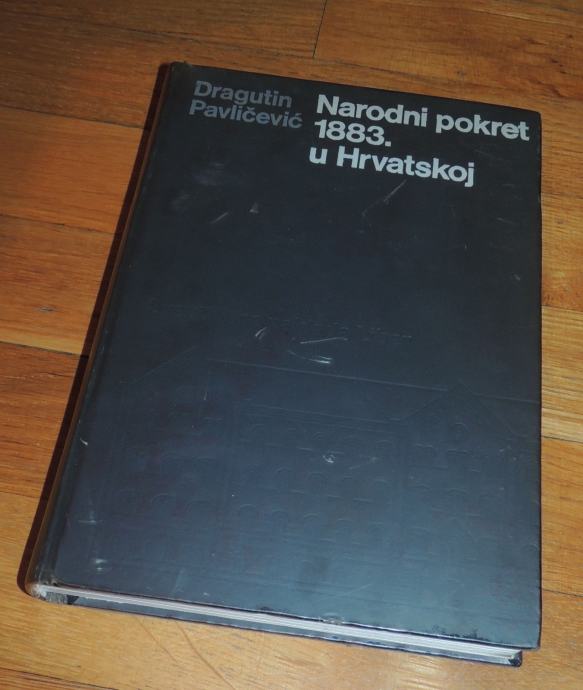 Dragutin
Pavličević
Narodni pokret
1883.
u Hrvatskoj